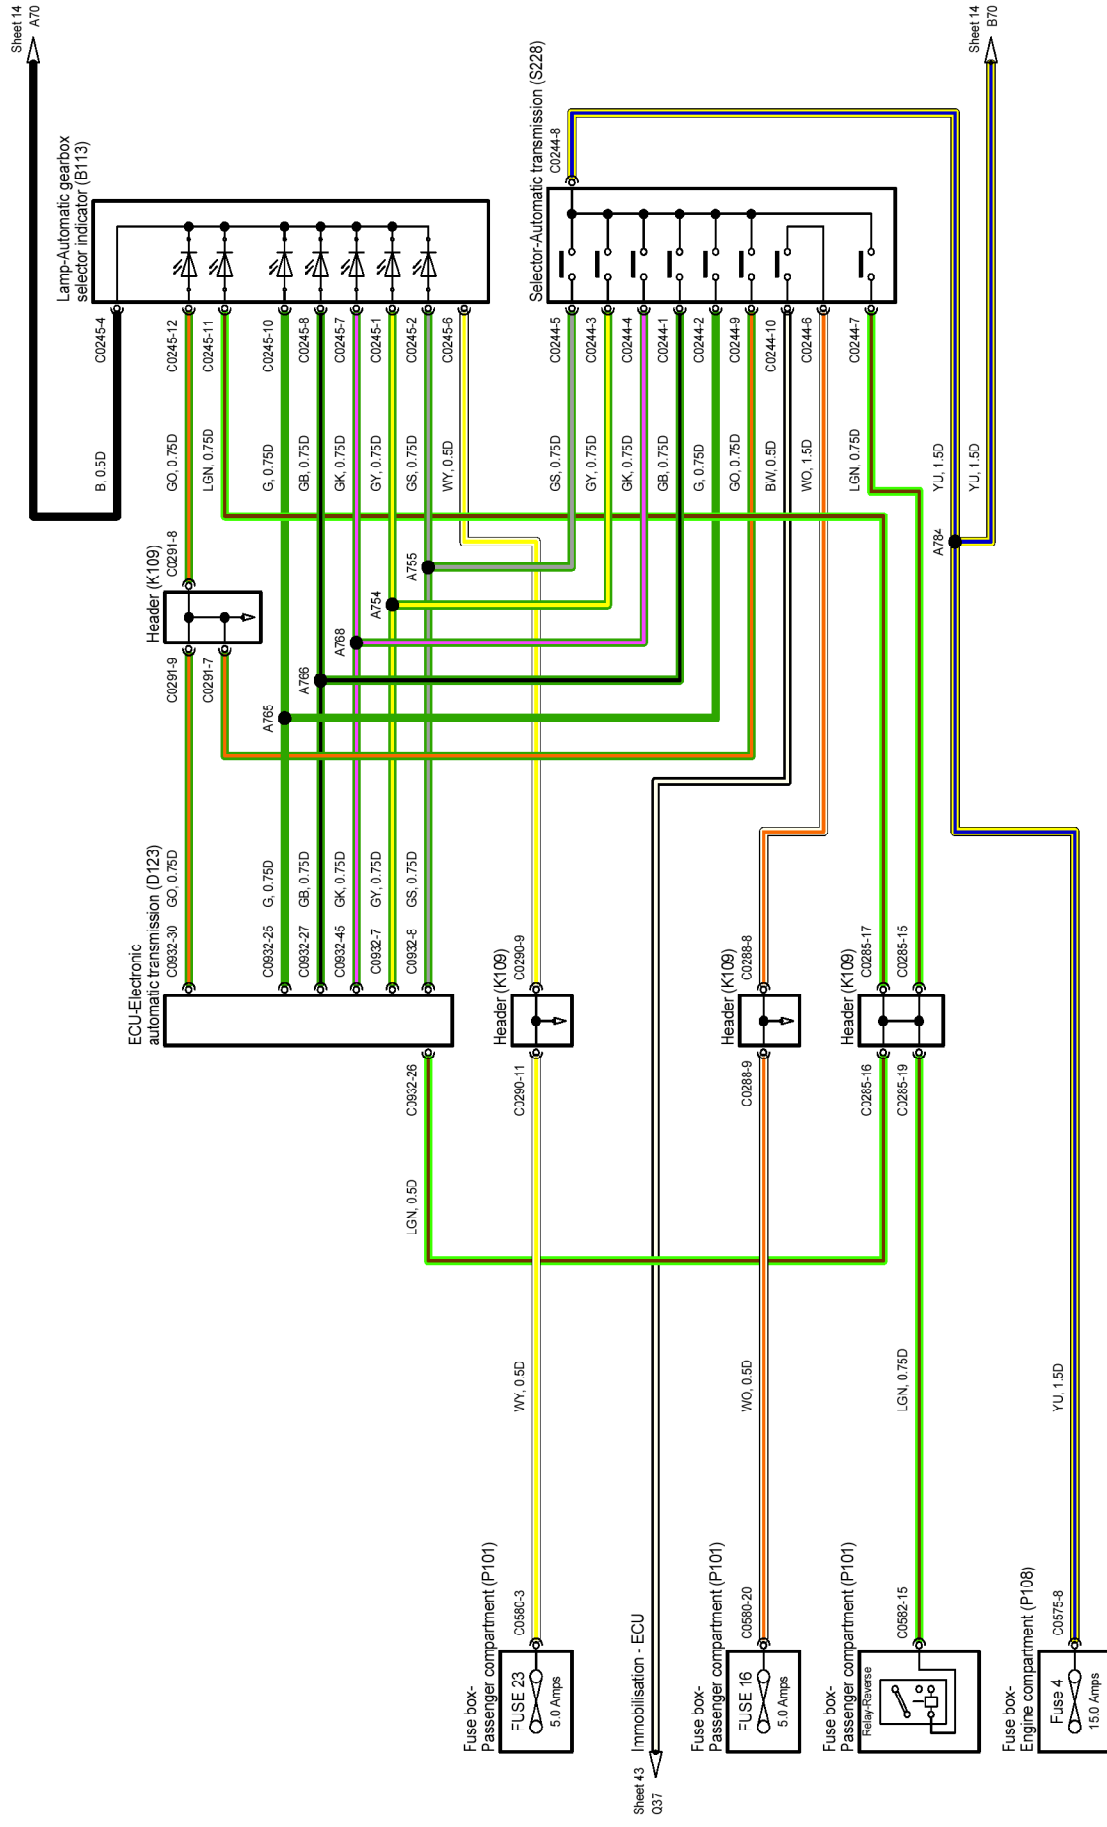 Sheet 14
A70
Lamp-Automatic gearbox
selector indicator (B113)
C0245-4
C0245-12
C0245-11
C0245-10
C0245-8
C0245-7
C0245-1
C0245-2
C0245-6
B, 0.5D
GO, 0.75D
LGN, 0.75D
G, 0.75D
GB, 0.75D
GK, 0.75D
GY, 0.75D
GS, 0.75D
WY, 0.5D
Selector-Automatic transmission (S228)
C0244-8
C0244-5
C0244-3
C0244-4
C0244-1
C0244-2
C0244-9
C0244-10
C0244-6
C0244-7
GS, 0.75D
GY, 0.75D
GK, 0.75D
GB, 0.75D
G, 0.75D
GO, 0.75D
BW, 0.5D
WO, 1.5D
LGN, 0.75D
YU, 1.5D
YU, 1.5D
Sheet 14
B70
Header (K109)
C0291-8
C0291-9
C0291-7
A765
A766
A768
A754
A755
A784
ECU-Electronic
automatic transmission (D123)
C0932-30
GO, 0.75D
C0932-25
G, 0.75D
C0932-27
GB, 0.75D
C0932-45
GK, 0.75D
C0932-7
GY, 0.75D
C0932-8
GS, 0.75D
C0932-26
LGN, 0.5D
Header (K109)
C0290-9
C0290-11
Header (K109)
C0288-8
C0288-9
Header (K109)
C0285-17
C0285-15
C0285-16
C0285-19
WY, 0.5D
WO, 0.5D
LGN, 0.75D
YU, 1.5D
Fuse box-
Passenger compartment (P101)
C0580-3
FUSE 23
5.0 Amps
Immobilisation - ECU
Sheet 43
Q37
Fuse box-
Passenger compartment (P101)
C0580-20
FUSE 16
5.0 Amps
Fuse box-
Passenger compartment (P101)
C0582-15
Relay-Reverse
Fuse box-
Engine compartment (P108)
C0575-8
Fuse 4
15.0 Amps